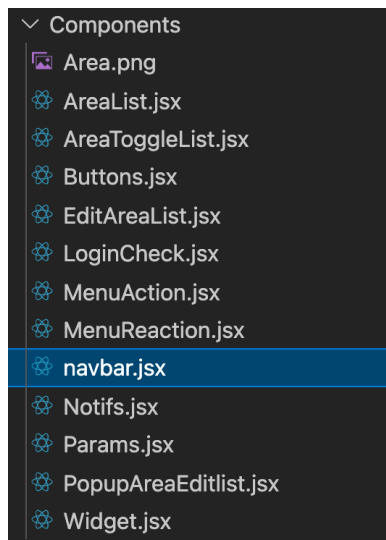 Components
Area.png
AreaList.jsx
AreaToggleList.jsx
Buttons.jsx
EditAreaList.jsx
LoginCheck.jsx
MenuAction.jsx
MenuReaction.jsx
navbar.jsx
Notifs.jsx
Params.jsx
PopupAreaEditlist.jsx
Widget.jsx